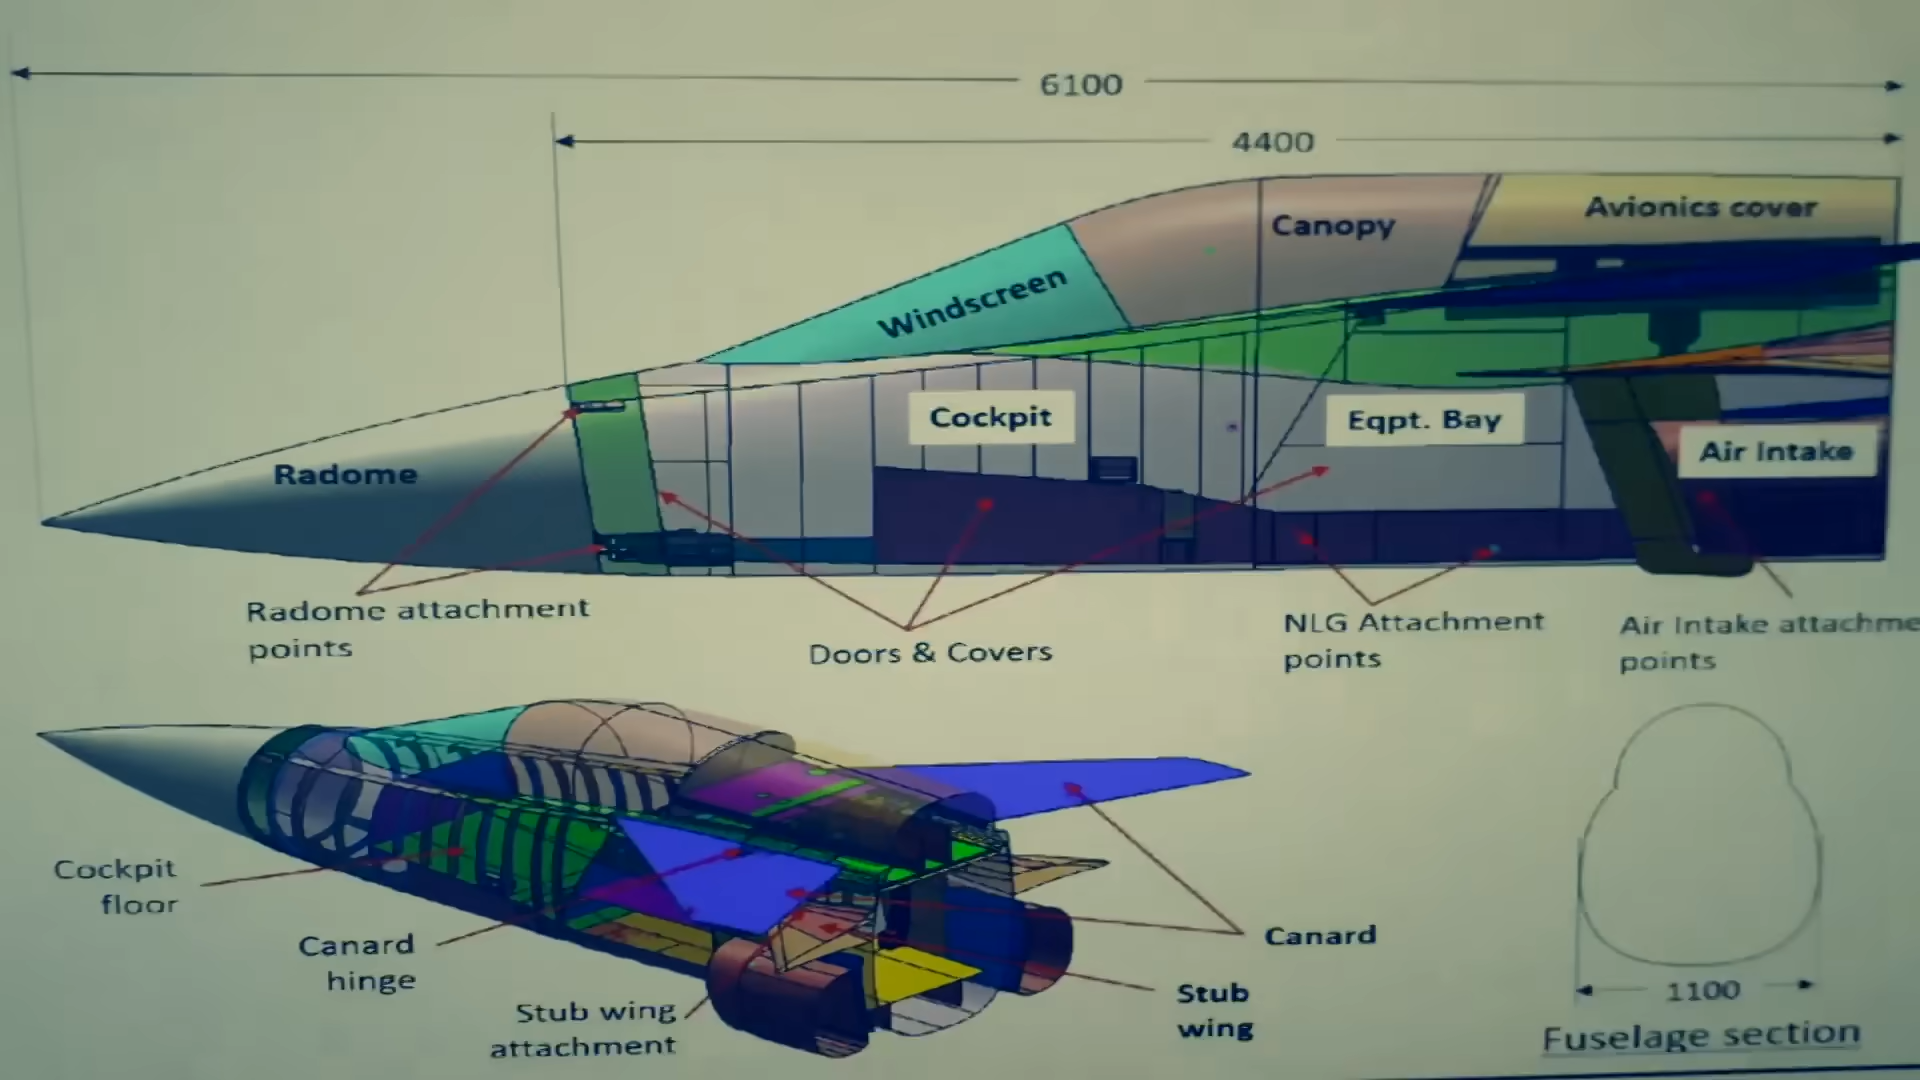 6100
4400
Avionics cover
Canopy
Windscreen
Cockpit
Eqpt. Bay
Air Intake
Radome
Radome attachment
points
Doors & Covers
NLG Attachment
points
Air Intake attachme
points
Cockpit
floor
Canard
hinge
Stub wing
attachment
Canard
Stub
wing
1100
Fuselage section